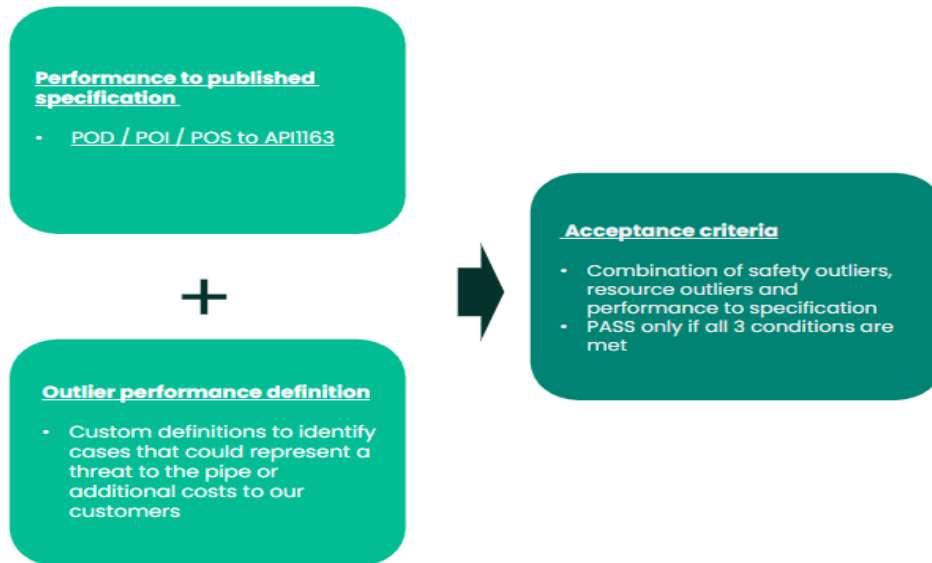 Performance to published
specification
• POD / POI / POS to API1163
+
Outlier performance definition
• Custom definitions to identify
cases that could represent a
threat to the pipe or
additional costs to our
customers
Acceptance criteria
• Combination of safety outliers,
resource outliers and
performance to specification
• PASS only if all 3 conditions are
met